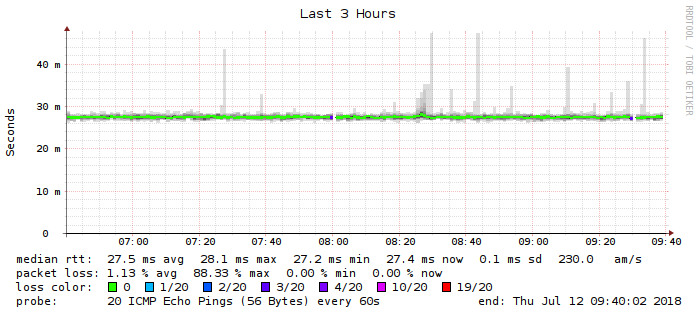 Last 3 Hours
RRDTOOL / TOBI OETIKER
Seconds
40 m
30 m
20 m
10 m
0
07:00 07:20 07:40 08:00 08:20 08:40 09:00 09:20 09:40
median rtt: 27.5 ms avg 28.1 ms max 27.2 ms min 27.4 ms now 0.1 ms sd 230.0 am/s
packet loss: 1.13 % avg 88.33 % max 0.00 % min 0.00 % now
loss color: 0 1/20 2/20 3/20 4/20 10/20 19/20
probe: 20 ICMP Echo Pings (56 Bytes) every 60s end: Thu Jul 12 09:40:02 2018